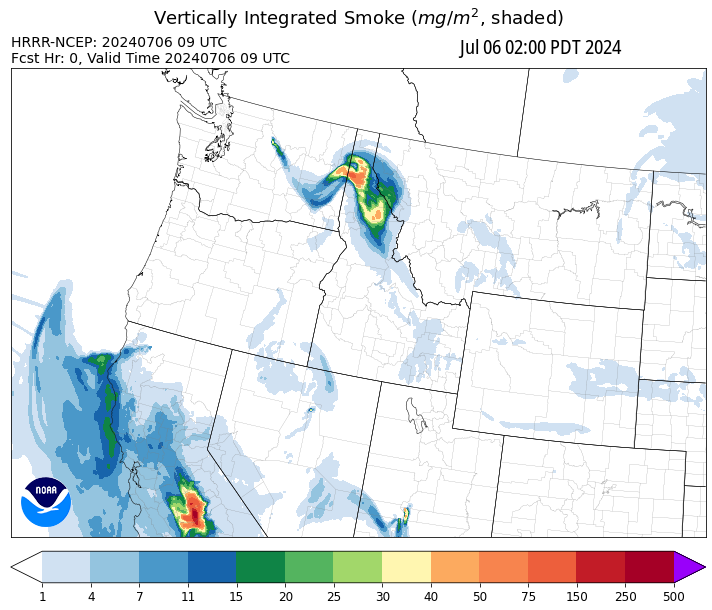 Vertically Integrated Smoke (mg/m², shaded)
HRRR-NCEP: 20240706 09 UTC
Fcst Hr: 0, Valid Time 20240706 09 UTC
Jul 06 02:00 PDT 2024
NOAA
1 4 7 11 15 20 25 30 40 50 75 150 250 500